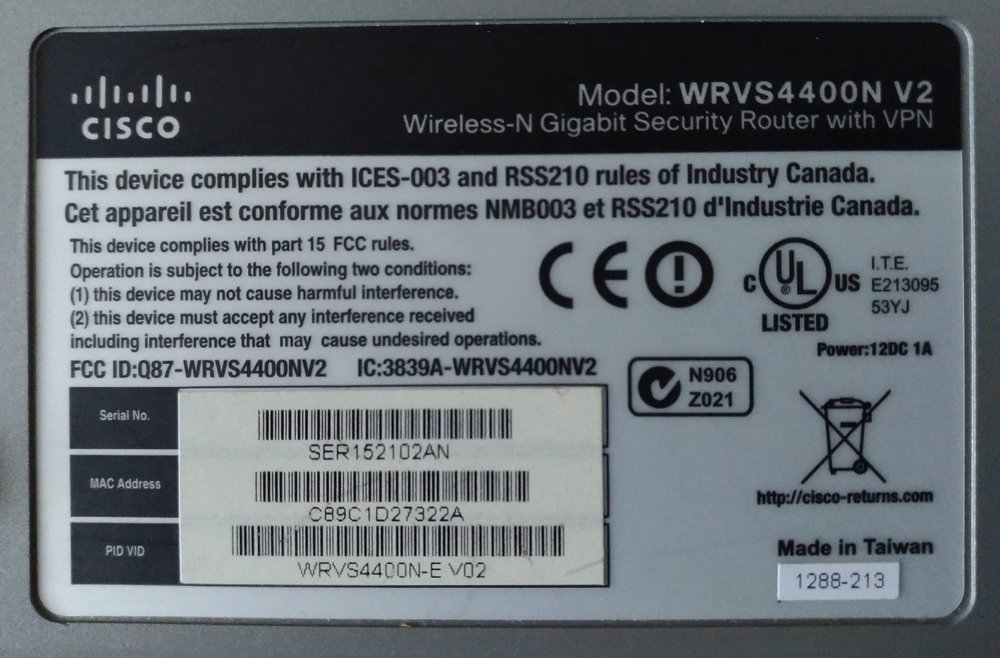 CISCO
Model: WRVS4400N V2
Wireless-N Gigabit Security Router with VPN
This device complies with ICES-003 and RSS210 rules of Industry Canada.
Cet appareil est conforme aux normes NMB003 et RSS210 d'Industrie Canada.
This device complies with part 15 FCC rules.
Operation is subject to the following two conditions:
(1) this device may not cause harmful interference.
(2) this device must accept any interference received
including interference that may cause undesired operations.
FCC ID:Q87-WRVS4400NV2 IC:3839A-WRVS4400NV2
CE
C UL ® US
LISTED
I.T.E.
E213095
53YJ
Power:12DC 1A
N906
Z021
http://cisco-returns.com
Made in Taiwan
1288-213
Serial No.
SER152102AN
MAC Address
C89C1D27322A
PID VID
WRVS4400N-E V02